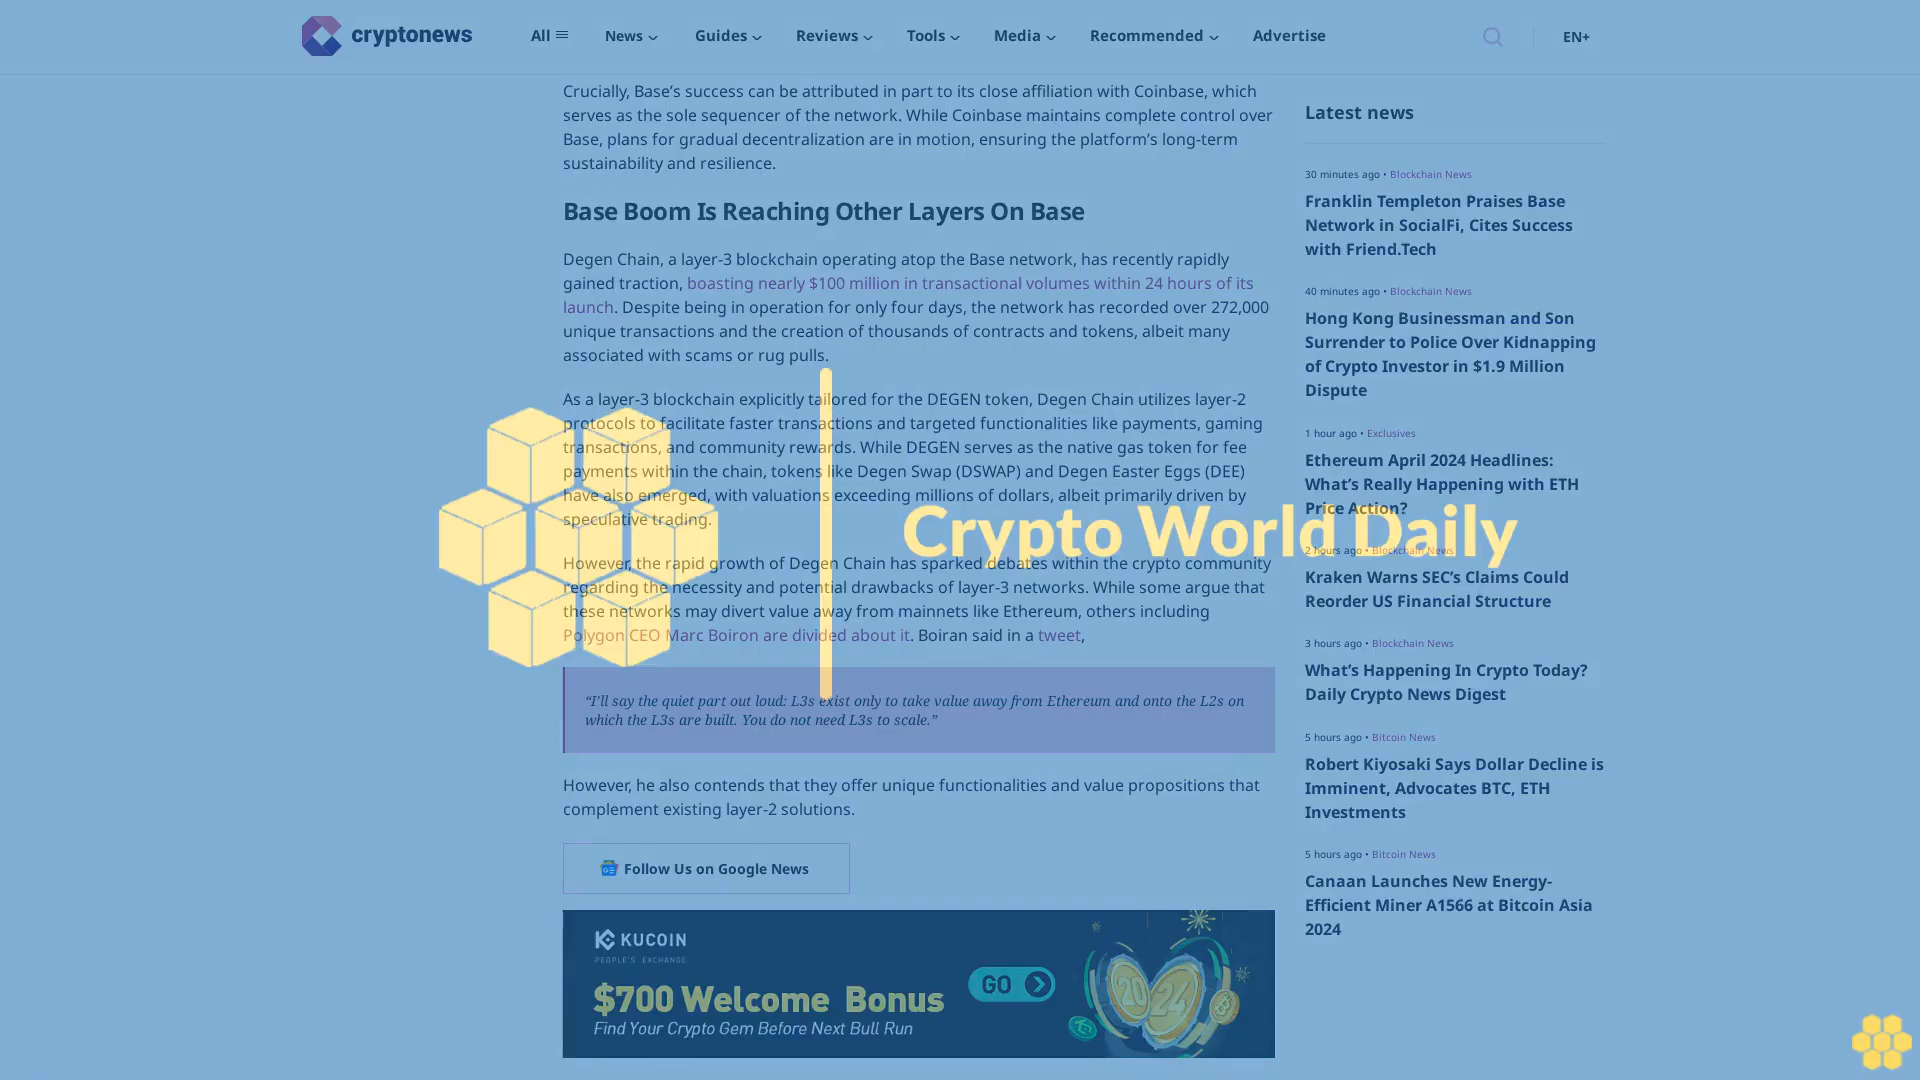 cryptonews
All
News
Guides
Reviews
Tools
Media
Recommended
Advertise
EN+
Crucially, Base’s success can be attributed in part to its close affiliation with Coinbase, which
serves as the sole sequencer of the network. While Coinbase maintains complete control over
Base, plans for gradual decentralization are in motion, ensuring the platform’s long-term
sustainability and resilience.
Base Boom Is Reaching Other Layers On Base
Degen Chain, a layer-3 blockchain operating atop the Base network, has recently rapidly
gained traction, boasting nearly $100 million in transactional volumes within 24 hours of its
launch. Despite being in operation for only four days, the network has recorded over 272,000
unique transactions and the creation of thousands of contracts and tokens, albeit many
associated with scams or rug pulls.
As a layer-3 blockchain explicitly tailored for the DEGEN token, Degen Chain utilizes layer-2
protocols to facilitate faster transactions and targeted functionalities like payments, gaming
transactions, and community rewards. While DEGEN serves as the native gas token for fee
payments within the chain, tokens like Degen Swap (DSWAP) and Degen Easter Eggs (DEE)
have also emerged, with valuations exceeding millions of dollars, albeit primarily driven by
speculative trading.
However, the rapid growth of Degen Chain has sparked debates within the crypto community
regarding the necessity and potential drawbacks of layer-3 networks. While some argue that
these networks may divert value away from mainnets like Ethereum, others including
Polygon CEO Marc Boiron are divided about it. Boiran said in a tweet,
“I’ll say the quiet part out loud: L3s exist only to take value away from Ethereum and onto the L2s on
which the L3s are built. You do not need L3s to scale.”
However, he also contends that they offer unique functionalities and value propositions that
complement existing layer-2 solutions.
Follow Us on Google News
KUCOIN
PEOPLE'S EXCHANGE
$700 Welcome Bonus
Find Your Crypto Gem Before Next Bull Run
GO
20
24
Crypto World Daily
Latest news
30 minutes ago • Blockchain News
Franklin Templeton Praises Base
Network in SocialFi, Cites Success
with Friend.Tech
40 minutes ago • Blockchain News
Hong Kong Businessman and Son
Surrender to Police Over Kidnapping
of Crypto Investor in $1.9 Million
Dispute
1 hour ago • Exclusives
Ethereum April 2024 Headlines:
What’s Really Happening with ETH
Price Action?
2 hours ago • Blockchain News
Kraken Warns SEC’s Claims Could
Reorder US Financial Structure
3 hours ago • Blockchain News
What’s Happening In Crypto Today?
Daily Crypto News Digest
5 hours ago • Bitcoin News
Robert Kiyosaki Says Dollar Decline is
Imminent, Advocates BTC, ETH
Investments
5 hours ago • Bitcoin News
Canaan Launches New Energy-
Efficient Miner A1566 at Bitcoin Asia
2024